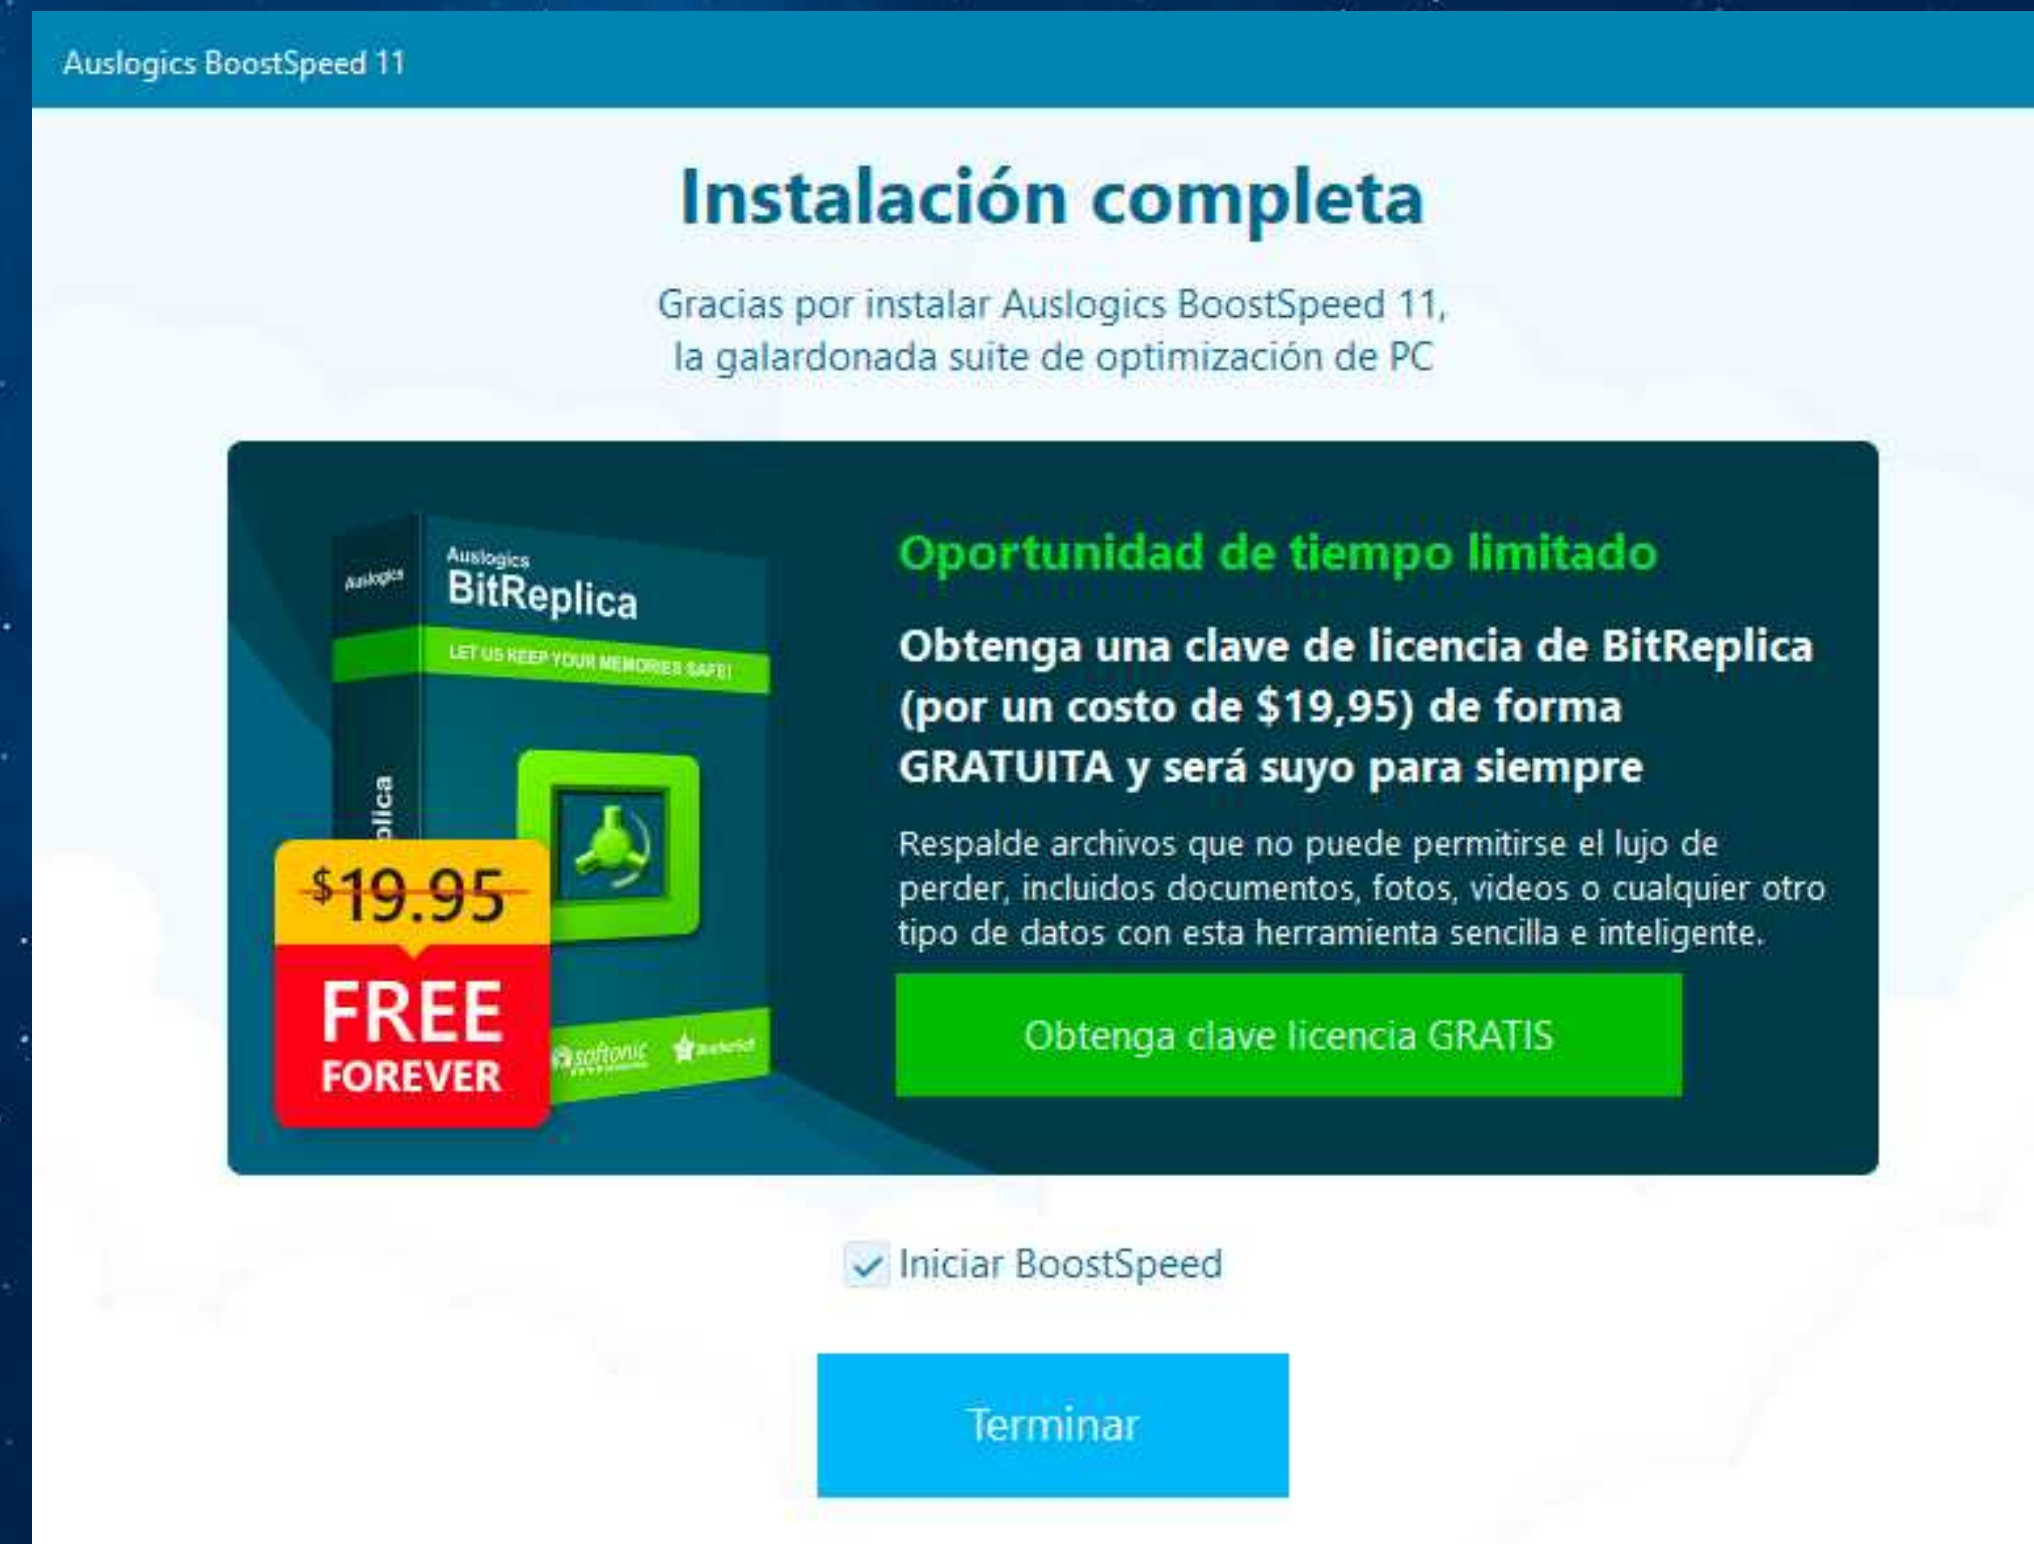 Auslogics BoostSpeed 11
Instalación completa
Gracias por instalar Auslogics BoostSpeed 11,
la galardonada suite de optimización de PC
Auslogics
Auslogics
BitReplica
LET US KEEP YOUR MEMORIES SAFE!
plica
$19.95
FREE
FOREVER
softonic
Oportunidad de tiempo limitado
Obtenga una clave de licencia de BitReplica
(por un costo de $19,95) de forma
GRATUITA y será suyo para siempre
Respalde archivos que no puede permitirse el lujo de
perder, incluidos documentos, fotos, videos o cualquier otro
tipo de datos con esta herramienta sencilla e inteligente.
Obtenga clave licencia GRATIS
Iniciar BoostSpeed
Terminar